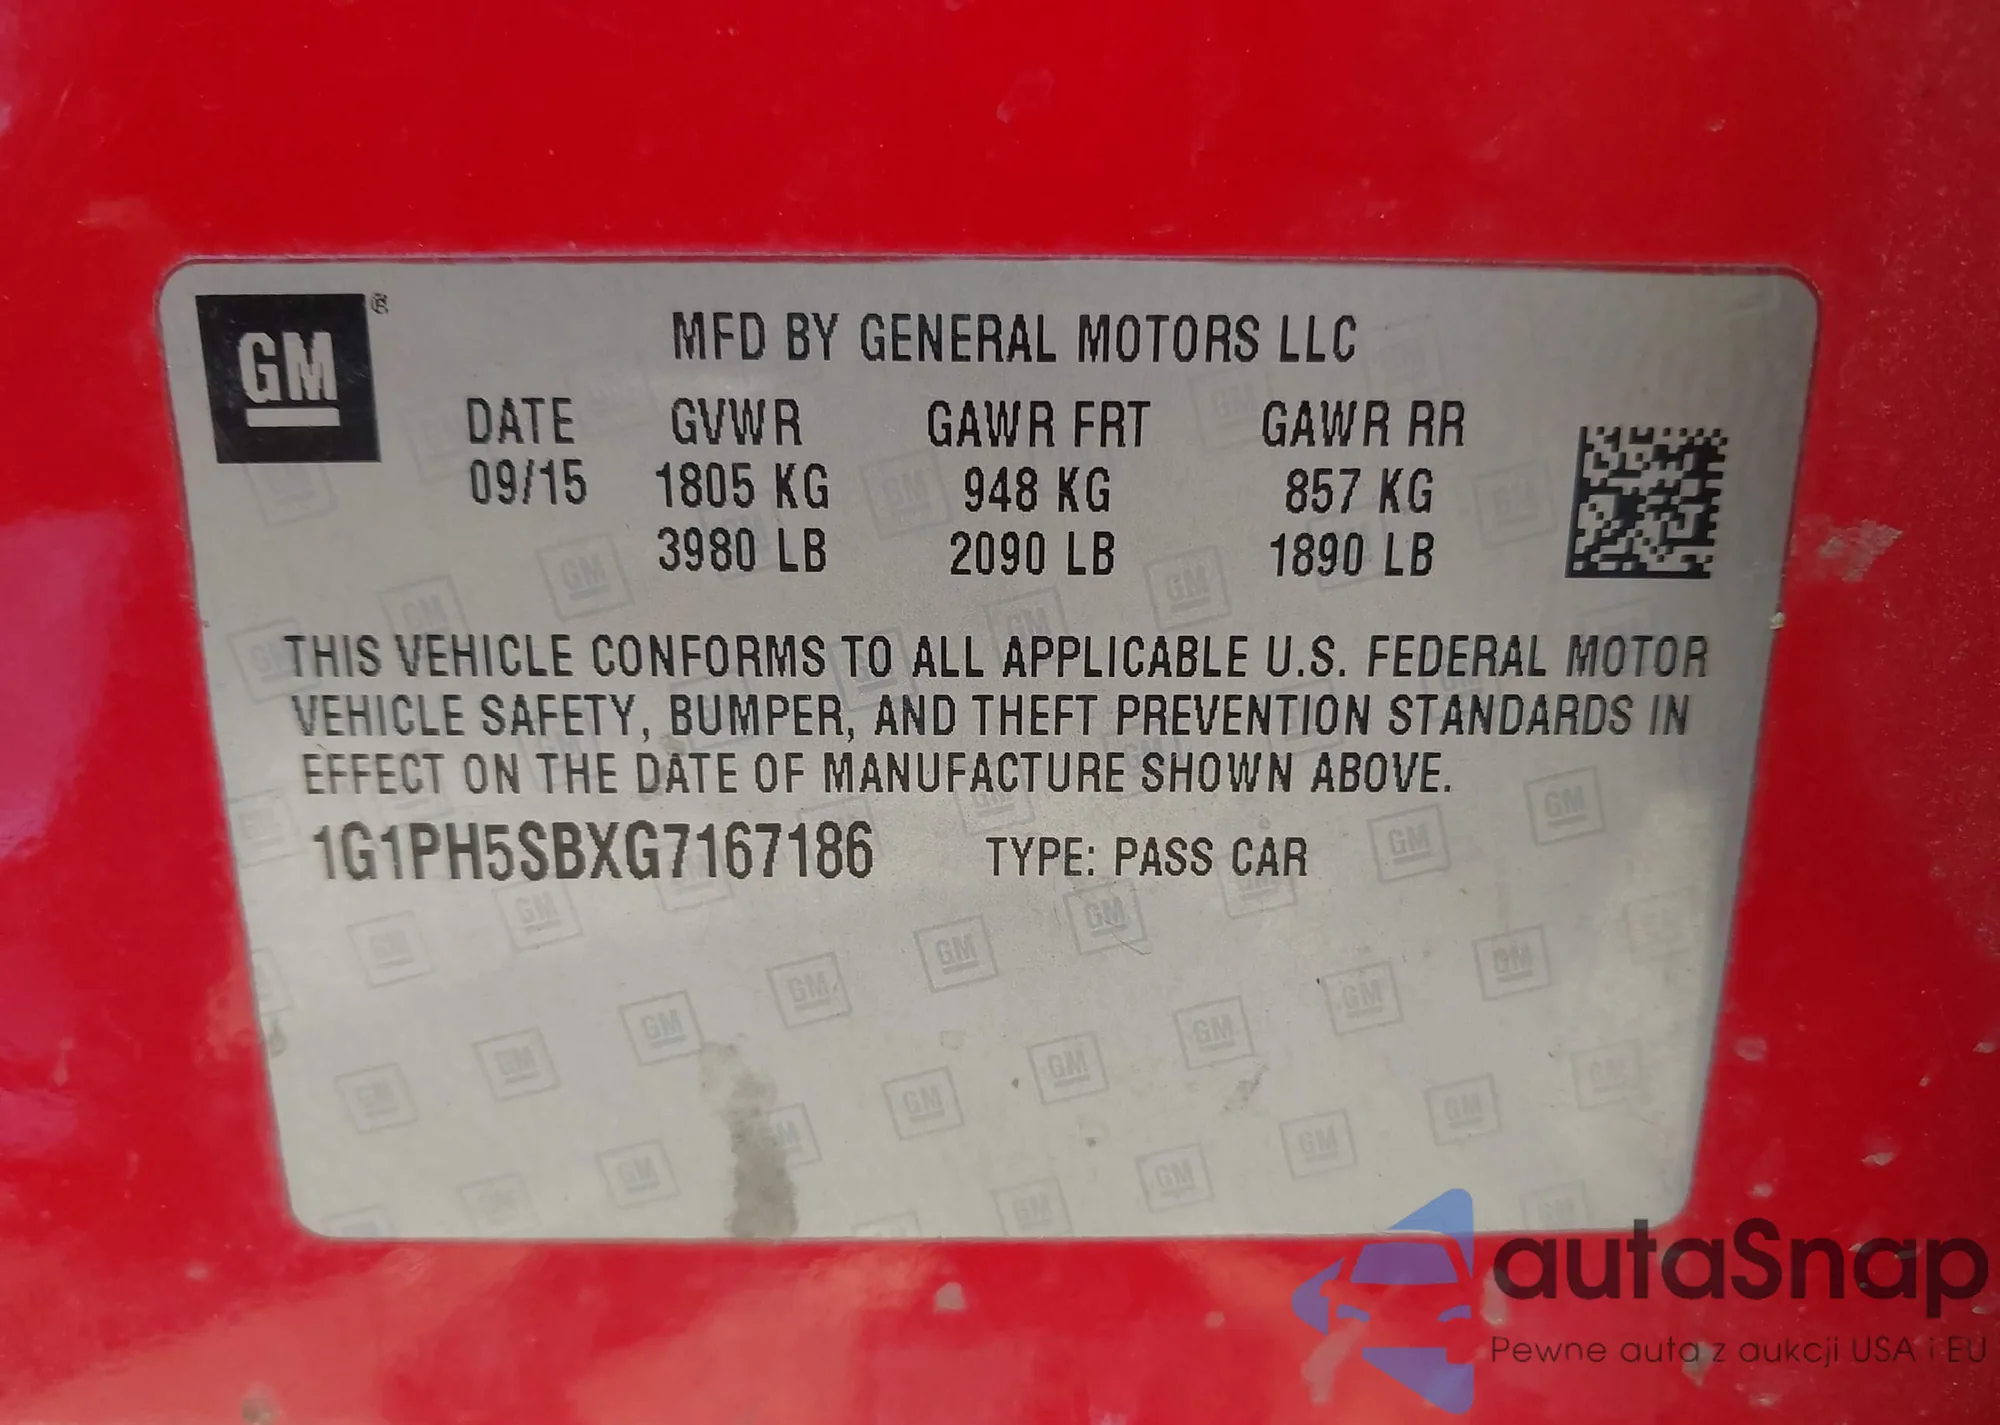 GM ®
MFD BY GENERAL MOTORS LLC
DATE GVWR GAWR FRT GAWR RR
09/15 1805 KG 948 KG 857 KG
3980 LB 2090 LB 1890 LB
THIS VEHICLE CONFORMS TO ALL APPLICABLE U.S. FEDERAL MOTOR
VEHICLE SAFETY, BUMPER, AND THEFT PREVENTION STANDARDS IN
EFFECT ON THE DATE OF MANUFACTURE SHOWN ABOVE.
1G1PH5SBXG7167186 TYPE: PASS CAR
autaSnap
Pewne auta z aukcji USA i EU